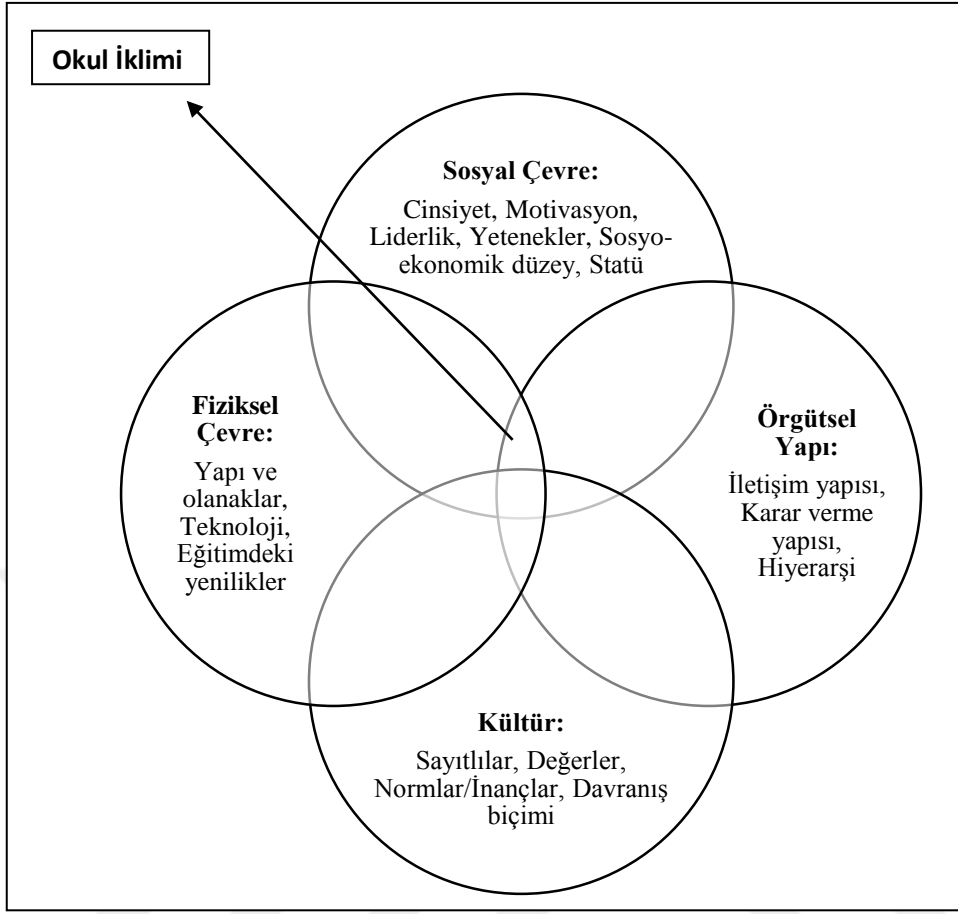 Okul İklimi
Sosyal Çevre:
Cinsiyet, Motivasyon,
Liderlik, Yetenekler, Sosyo-
ekonomik düzey, Statü
Fiziksel
Çevre:
Yapı ve
olanaklar,
Teknoloji,
Eğitimdeki
yenilikler
Örgütsel
Yapı:
İletişim yapısı,
Karar verme
yapısı,
Hiyerarşi
Kültür:
Sayıtlılar, Değerler,
Normlar/İnançlar, Davranış
biçimi